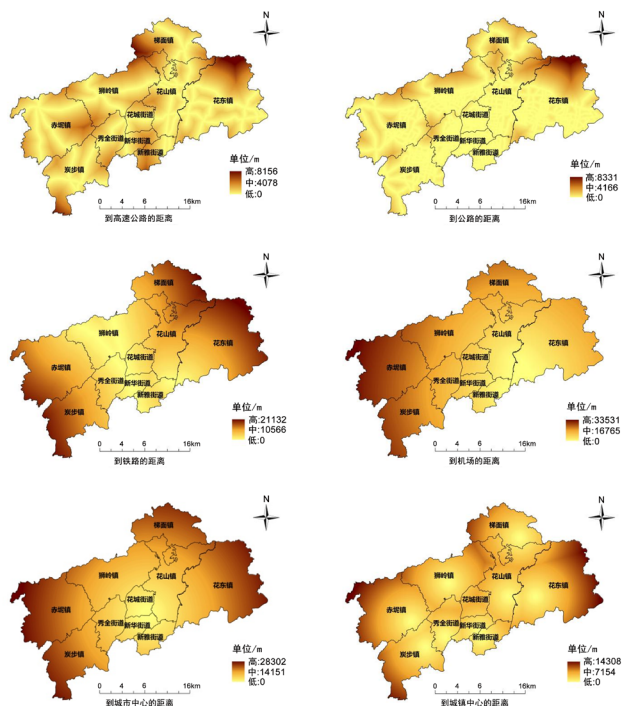 N
梯面镇
狮岭镇
花山镇
花东镇
赤坭镇
花城街道
秀全街道
新华街道
新雅街道
炭步镇
单位/m
高:8156
中:4078
低:0
0 4 6 16km
到高速公路的距离
N
梯面镇
狮岭镇
花山镇
花东镇
赤坭镇
花城街道
秀全街道
新华街道
新雅街道
炭步镇
单位/m
高:8331
中:4166
低:0
0 4 6 16km
到公路的距离
N
梯面镇
狮岭镇
花山镇
花东镇
赤坭镇
花城街道
秀全街道
新华街道
新雅街道
炭步镇
单位/m
高:21132
中:10566
低:0
0 4 6 16km
到铁路的距离
N
梯面镇
狮岭镇
花山镇
花东镇
赤坭镇
花城街道
秀全街道
新华街道
新雅街道
炭步镇
单位/m
高:33531
中:16765
低:0
0 4 6 16km
到机场的距离
N
梯面镇
狮岭镇
花山镇
花东镇
赤坭镇
花城街道
秀全街道
新华街道
新雅街道
炭步镇
单位/m
高:28302
中:14151
低:0
0 4 6 16km
到城市中心的距离
N
梯面镇
狮岭镇
花山镇
花东镇
赤坭镇
花城街道
秀全街道
新华街道
新雅街道
炭步镇
单位/m
高:14308
中:7154
低:0
0 4 6 16km
到城镇中心的距离